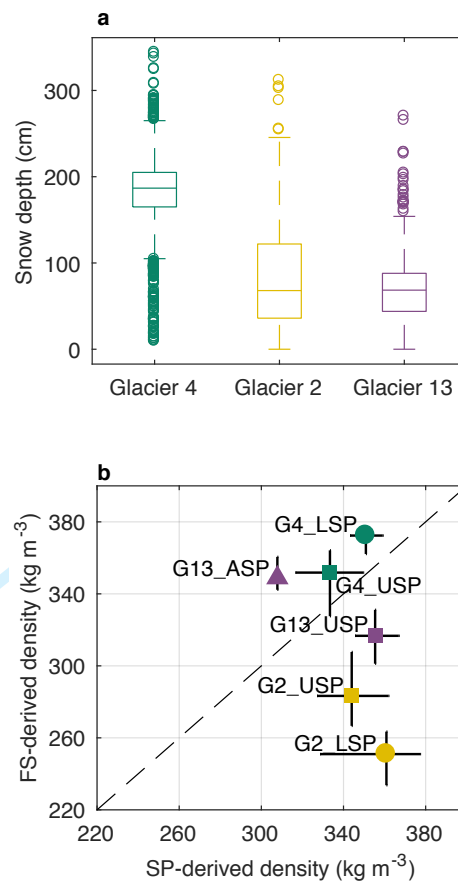 a
Snow depth (cm)
300
200
100
0
Glacier 4 Glacier 2 Glacier 13
b
FS-derived density (kg m-3)
380
340
300
260
220
G4_LSP
G13_ASP
G4_USP
G13_USP
G2_USP
G2_LSP
220 260 300 340 380
SP-derived density (kg m-3)